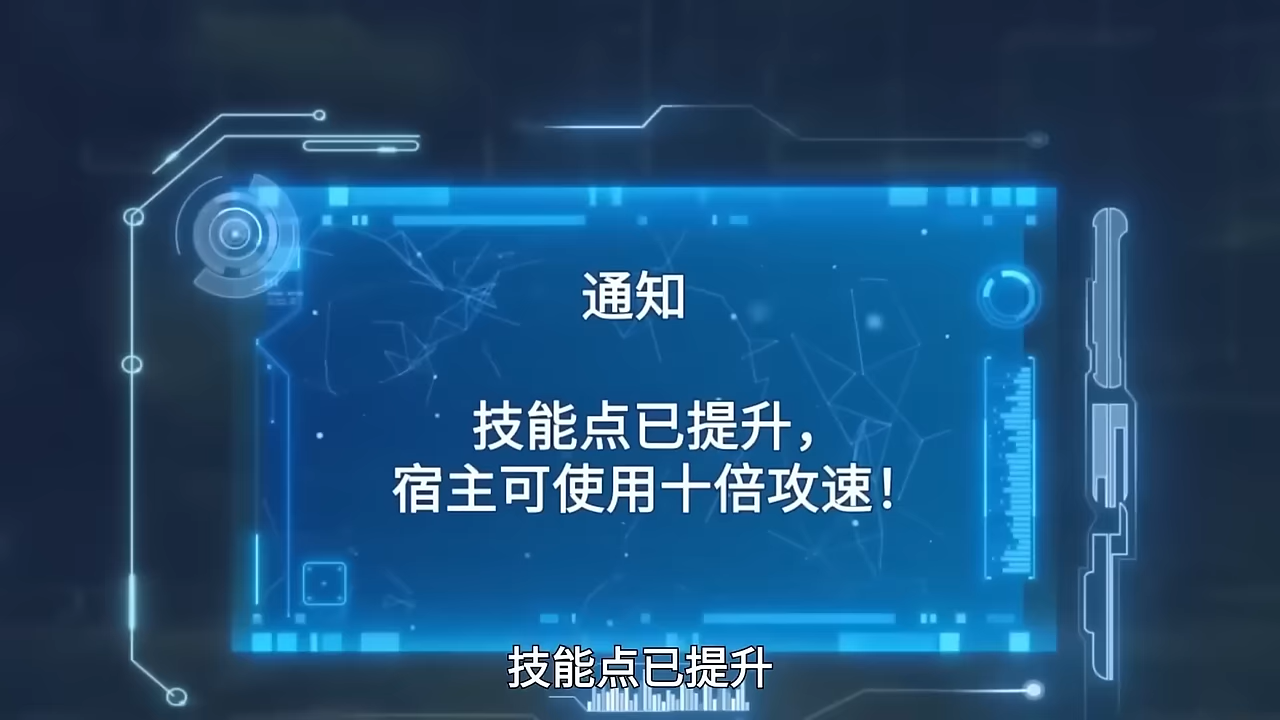 通知
技能点已提升，
宿主可使用十倍攻速！
技能点已提升